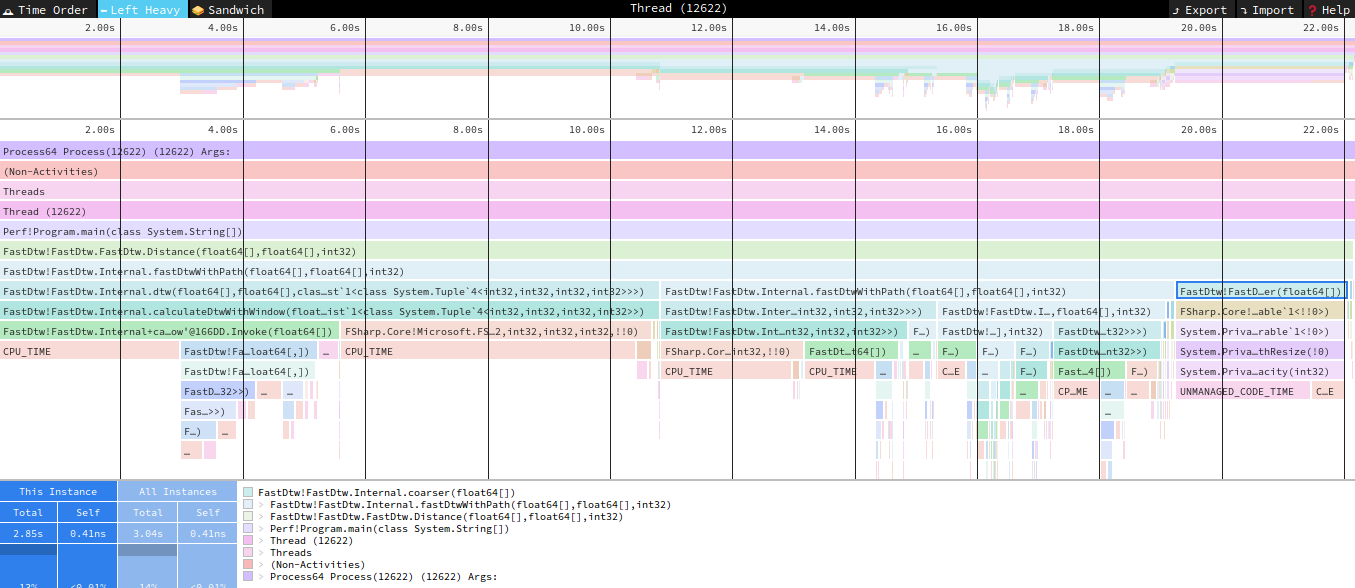 Time Order Left Heavy Sandwich Thread (12622) Export Import Help
2.00s 4.00s 6.00s 8.00s 10.00s 12.00s 14.00s 16.00s 18.00s 20.00s 22.00s
2.00s 4.00s 6.00s 8.00s 10.00s 12.00s 14.00s 16.00s 18.00s 20.00s 22.00s
Process64 Process(12622) (12622) Args:
(Non-Activities)
Threads
Thread (12622)
Perf!Program.main(class System.String[])
FastDtw!FastDtw.FastDtw.Distance(float64[],float64[],int32)
FastDtw!FastDtw.Internal.fastDtwWithPath(float64[],float64[],int32)
FastDtw!FastDtw.Internal.dtw(float64[],float64[],clas…st`1<class System.Tuple`4<int32,int32,int32,int32>>>) FastDtw!FastDtw.Internal.fastDtwWithPath(float64[],float64[],int32) FastDtw!FastD…er(float64[])
FastDtw!FastDtw.Internal.calculateDtwWithWindow(float…ist`1<class System.Tuple`4<int32,int32,int32,int32>>>) FastDtw!FastDtw.Inter…int32,int32,int32,int32>>>) FastDtw!FastDtw.I…,float64[],int32) FSharp.Core!…able`1<!!0>)
FastDtw!FastDtw.Internal+ca…ow'@166DD.Invoke(float64[]) FSharp.Core!Microsoft.FS…2,int32,int32,int32,!!0) FastDtw!FastDtw.Int…nt32,int32,int32>>>) F…) FastDtw!…],int32) FastDtw…t32>>>) System.Priva…rable`1<!0>)
CPU_TIME FastDtw!Fa…loat64[,]) … CPU_TIME FSharp.Cor…int32,!!0) FastDt…t64[]) … F…) F…) F…) FastDtw…nt32>>) System.Priva…thResize(!0)
FastDtw!Fa…loat64[,]) CPU_TIME CPU_TIME … C…E … F…) Fast…4[]) F…) System.Priva…acity(int32)
FastD…32>>) … … … CP…ME … … UNMANAGED_CODE_TIME C…E
Fas…>>) …
F…) …
…
This Instance All Instances
Total Self Total Self
2.85s 0.41ns 3.04s 0.41ns
13% <0.01% 14% <0.01%
FastDtw!FastDtw.Internal.coarser(float64[])
> FastDtw!FastDtw.Internal.fastDtwWithPath(float64[],float64[],int32)
> FastDtw!FastDtw.FastDtw.Distance(float64[],float64[],int32)
> Perf!Program.main(class System.String[])
> Thread (12622)
> Threads
> (Non-Activities)
> Process64 Process(12622) (12622) Args: